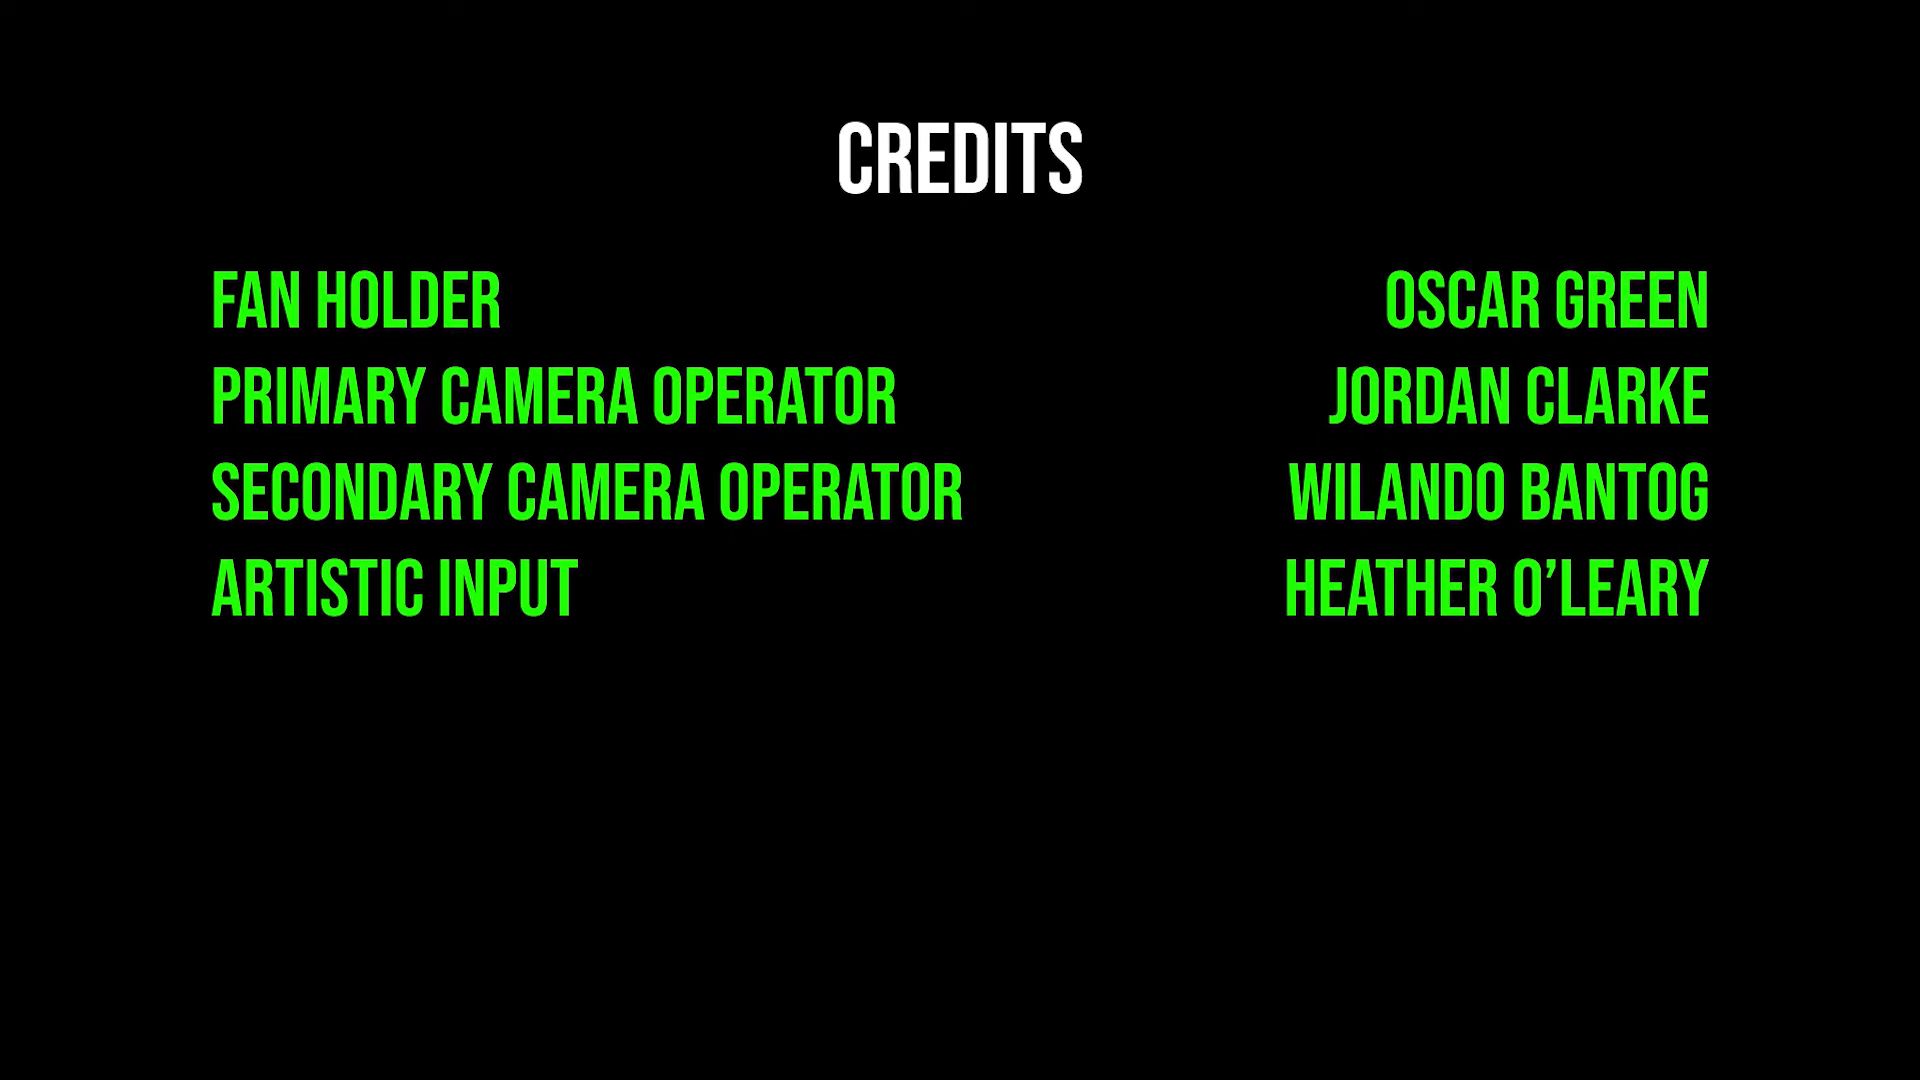 CREDITS
FAN HOLDER OSCAR GREEN
PRIMARY CAMERA OPERATOR JORDAN CLARKE
SECONDARY CAMERA OPERATOR WILANDO BANTOG
ARTISTIC INPUT HEATHER O’LEARY